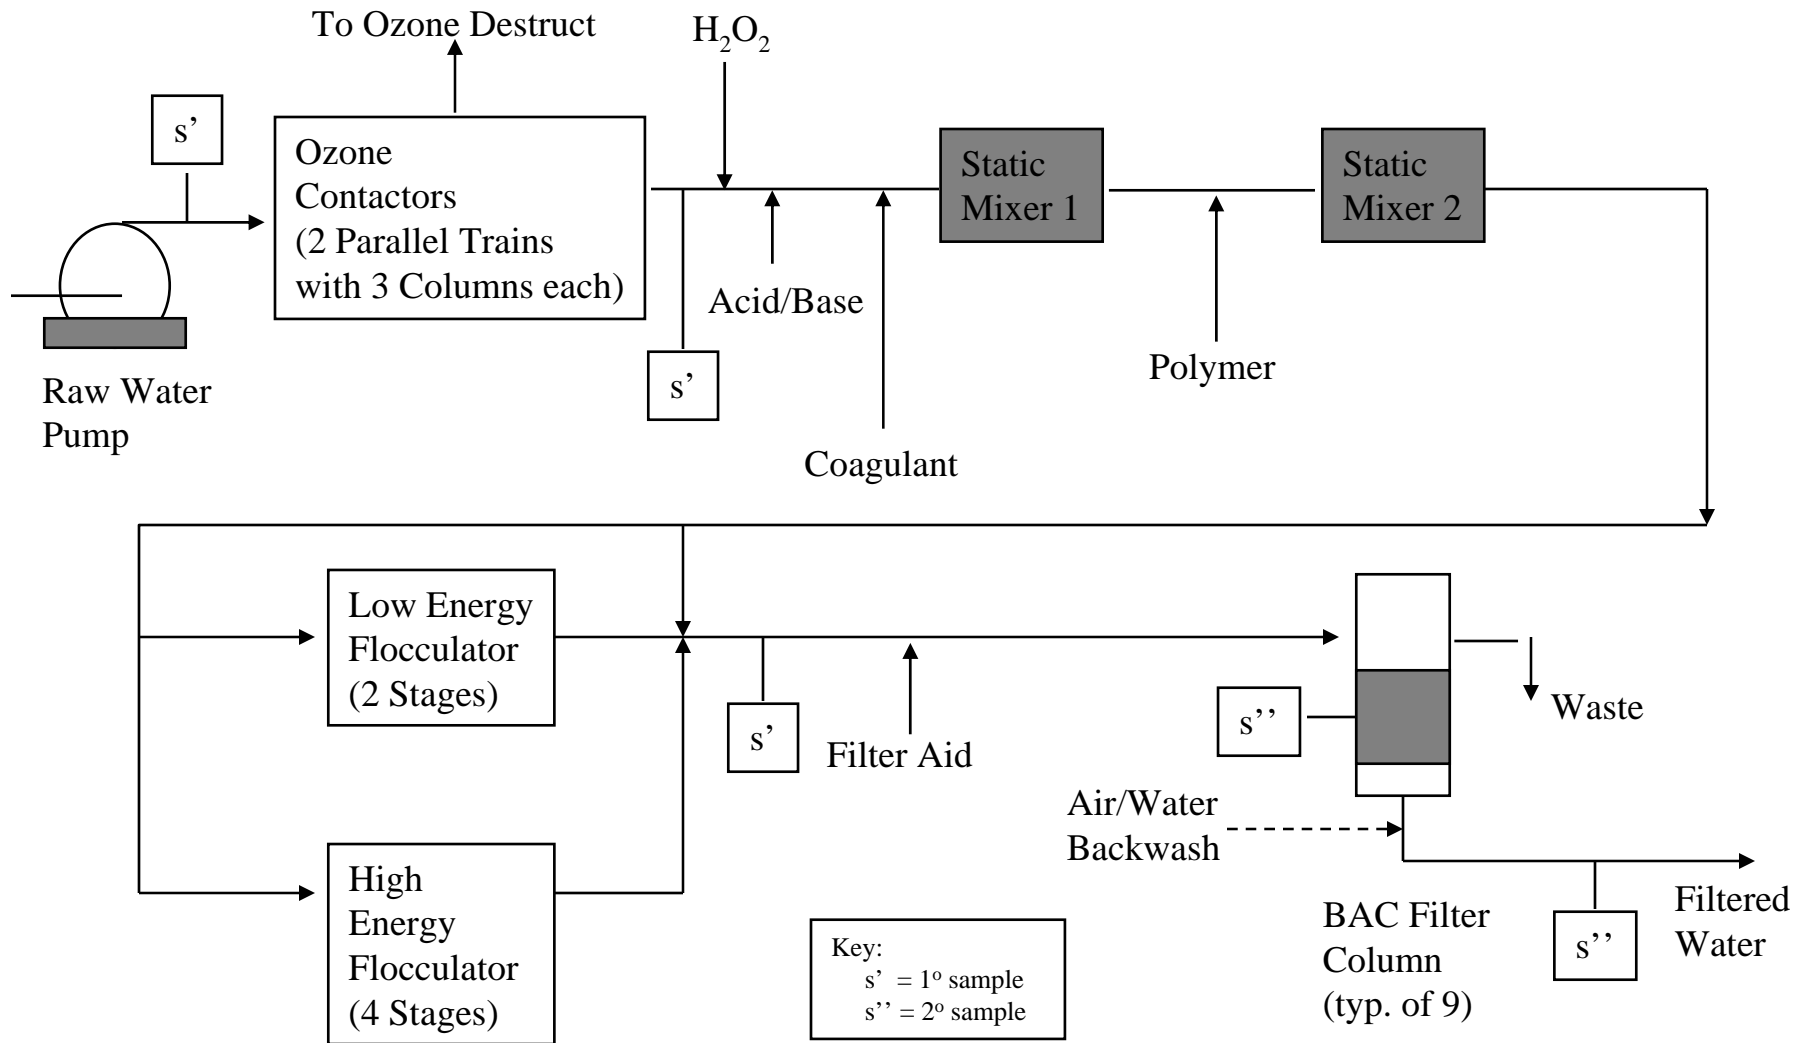 To Ozone Destruct
H₂O₂
s’
Ozone
Contactors
(2 Parallel Trains
with 3 Columns each)
Static
Mixer 1
Static
Mixer 2
Raw Water
Pump
s’
Acid/Base
Coagulant
Polymer
Low Energy
Flocculator
(2 Stages)
s’
Filter Aid
s’’
Waste
Air/Water
Backwash
High
Energy
Flocculator
(4 Stages)
Key:
s’ = 1º sample
s’’ = 2º sample
BAC Filter
Column
(typ. of 9)
s’’
Filtered
Water